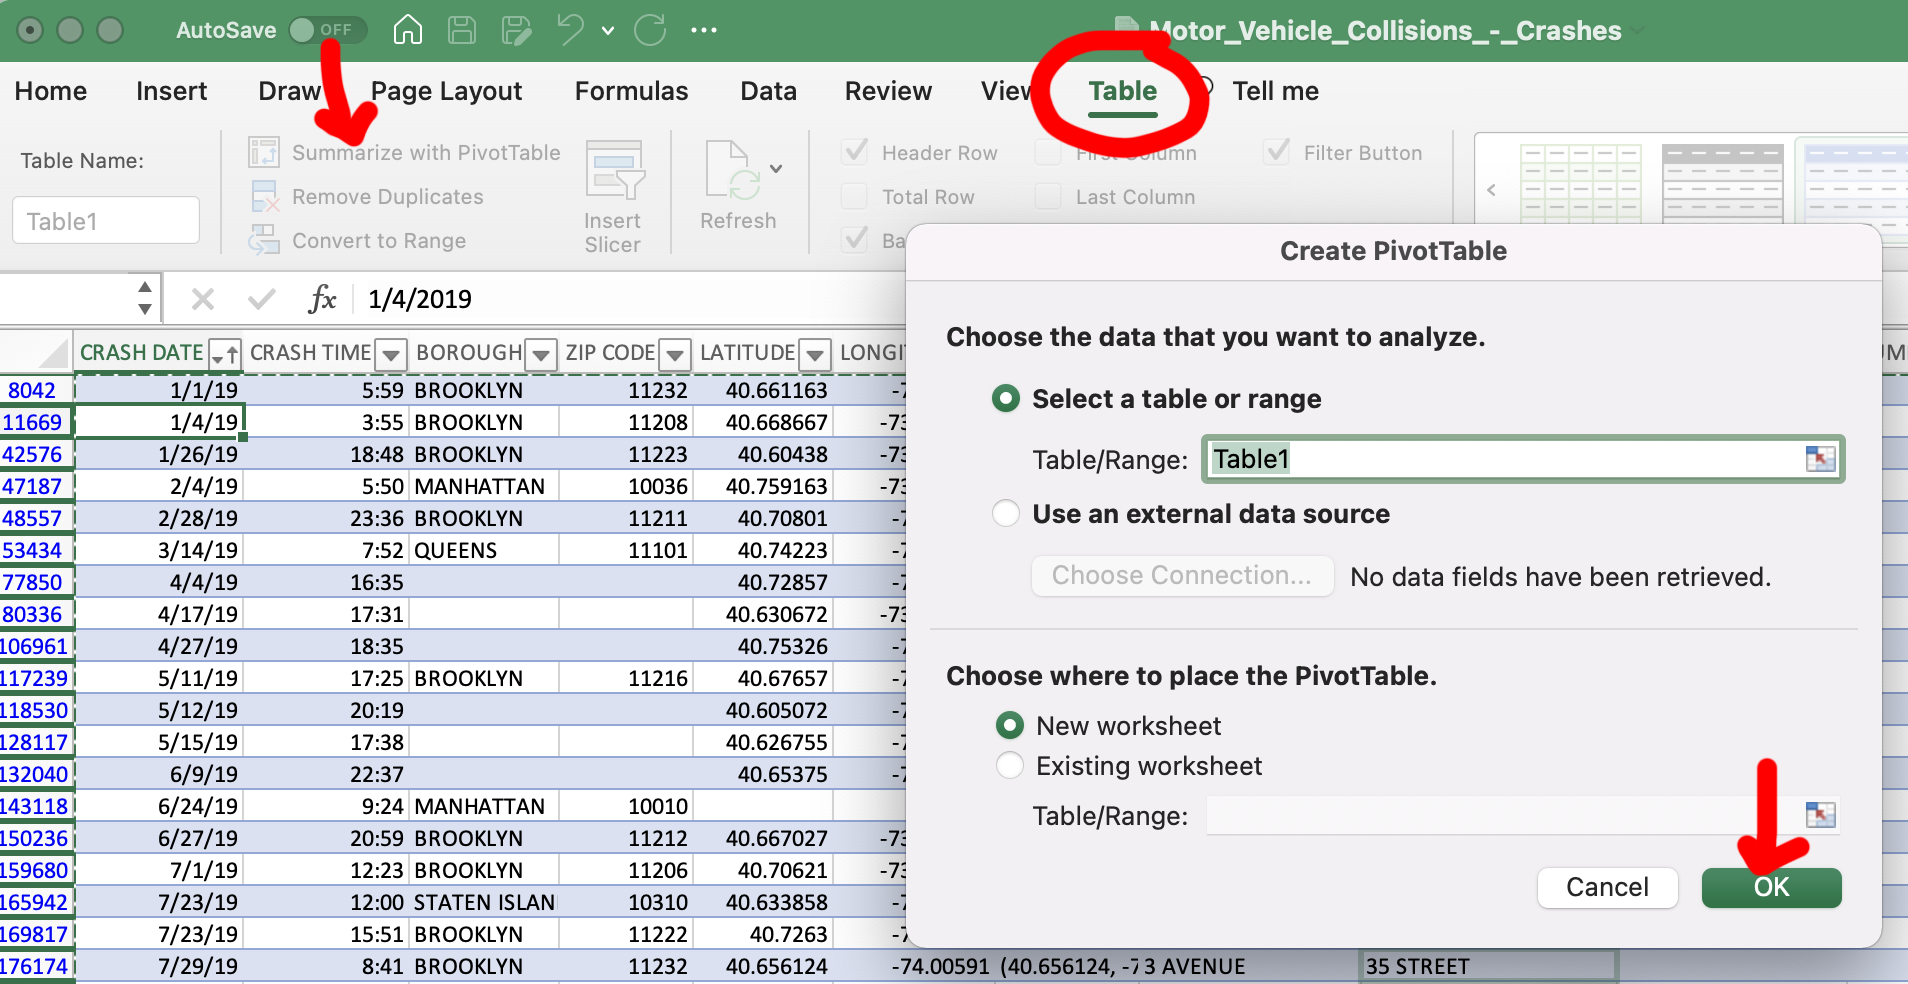 AutoSave OFF Motor_Vehicle_Collisions_-_Crashes
Home Insert Draw Page Layout Formulas Data Review View Table Tell me
Table Name:
Table1
Summarize with PivotTable
Remove Duplicates
Convert to Range
Insert
Slicer
Refresh
Header Row
Total Row
Ba
First Column
Last Column
Filter Button
fx 1/4/2019
CRASH DATE CRASH TIME BOROUGH ZIP CODE LATITUDE LONGI UM
8042 1/1/19 5:59 BROOKLYN 11232 40.661163 -7
11669 1/4/19 3:55 BROOKLYN 11208 40.668667 -73
42576 1/26/19 18:48 BROOKLYN 11223 40.60438 -73
47187 2/4/19 5:50 MANHATTAN 10036 40.759163 -73
48557 2/28/19 23:36 BROOKLYN 11211 40.70801 -7
53434 3/14/19 7:52 QUEENS 11101 40.74223 -7
77850 4/4/19 16:35 40.72857 -7
80336 4/17/19 17:31 40.630672 -73
106961 4/27/19 18:35 40.75326 -7
117239 5/11/19 17:25 BROOKLYN 11216 40.67657 -7
118530 5/12/19 20:19 40.605072 -7
128117 5/15/19 17:38 40.626755 -7
132040 6/9/19 22:37 40.65375 -7
143118 6/24/19 9:24 MANHATTAN 10010
150236 6/27/19 20:59 BROOKLYN 11212 40.667027 -73
159680 7/1/19 12:23 BROOKLYN 11206 40.70621 -73
165942 7/23/19 12:00 STATEN ISLAN 10310 40.633858 -7
169817 7/23/19 15:51 BROOKLYN 11222 40.7263 -7
176174 7/29/19 8:41 BROOKLYN 11232 40.656124 -74.00591 (40.656124, -7 3 AVENUE 35 STREET
Create PivotTable
Choose the data that you want to analyze.
Select a table or range
Table/Range: Table1
Use an external data source
Choose Connection... No data fields have been retrieved.
Choose where to place the PivotTable.
New worksheet
Existing worksheet
Table/Range:
Cancel OK